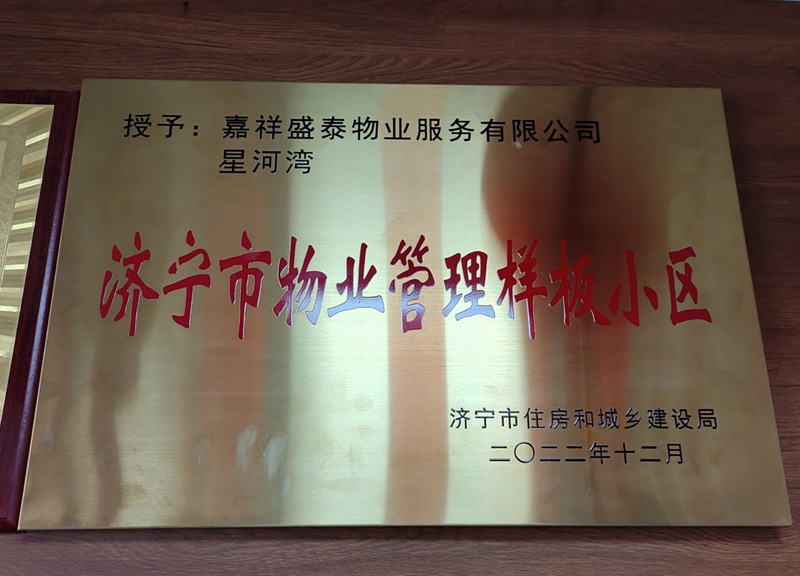 授予：嘉祥盛泰物业服务有限公司
星河湾
济宁市物业管理样板小区
济宁市住房和城乡建设局
二〇二二年十二月